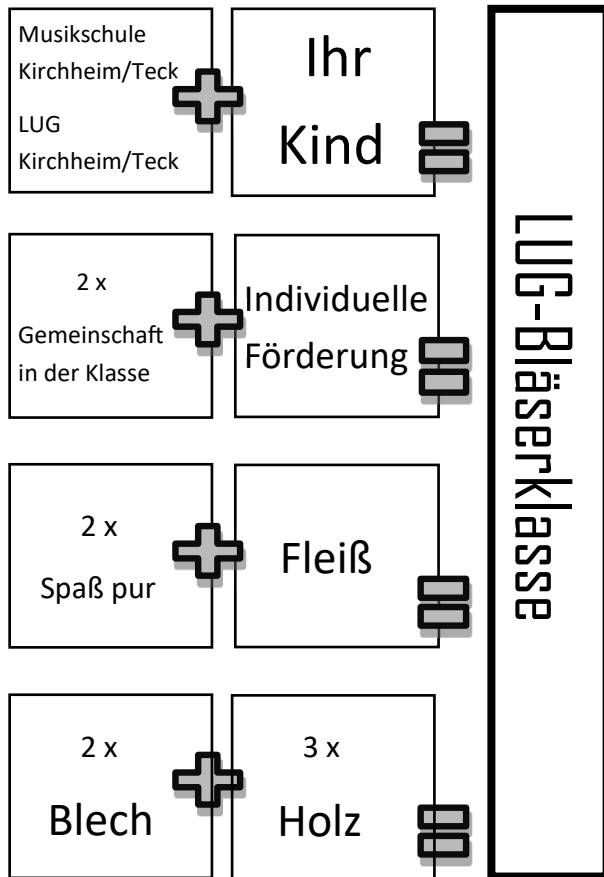 Musikschule
Kirchheim/Teck
LUG
Kirchheim/Teck
Ihr
Kind
2 x
Gemeinschaft
in der Klasse
Individuelle
Förderung
2 x
Spaß pur
Fleiß
2 x
Blech
3 x
Holz
LUG-Bläserklasse